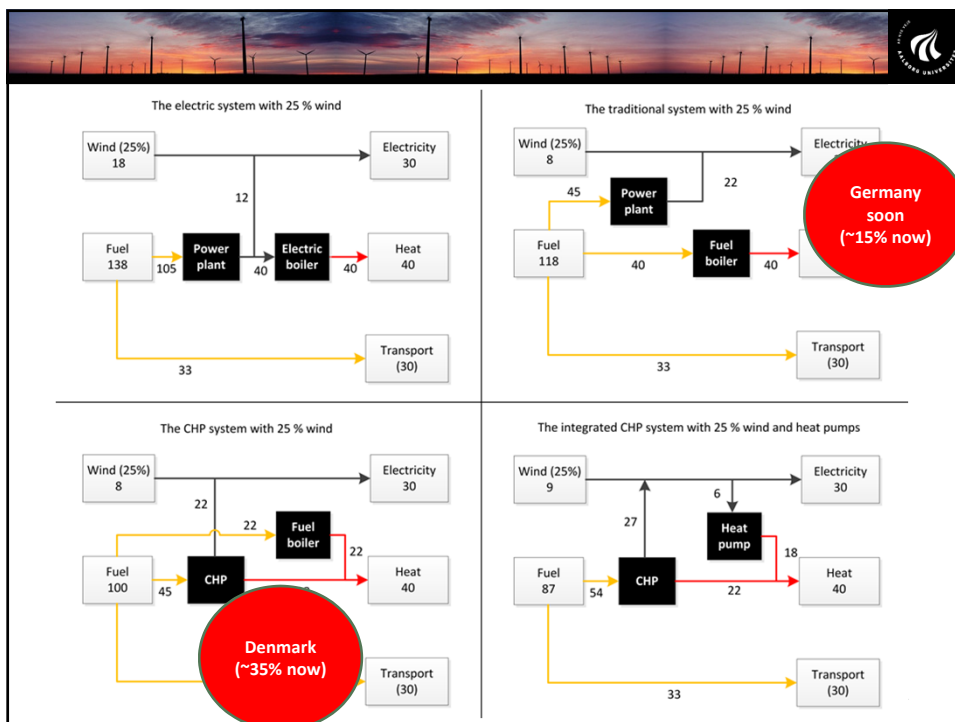 AALBORG UNIVERSITY
The electric system with 25 % wind
Wind (25%)
18
Electricity
30
12
Fuel
138
105
Power
plant
40
Electric
boiler
40
Heat
40
33
Transport
(30)
The traditional system with 25 % wind
Wind (25%)
8
Electricity
45
Power
plant
22
Germany
soon
(~15% now)
Fuel
118
40
Fuel
boiler
40
33
Transport
(30)
The CHP system with 25 % wind
Wind (25%)
8
Electricity
30
22
22
Fuel
boiler
22
Fuel
100
45
CHP
Heat
40
Denmark
(~35% now)
Transport
(30)
The integrated CHP system with 25 % wind and heat pumps
Wind (25%)
9
Electricity
30
6
27
Heat
pump
18
Fuel
87
54
CHP
22
Heat
40
33
Transport
(30)